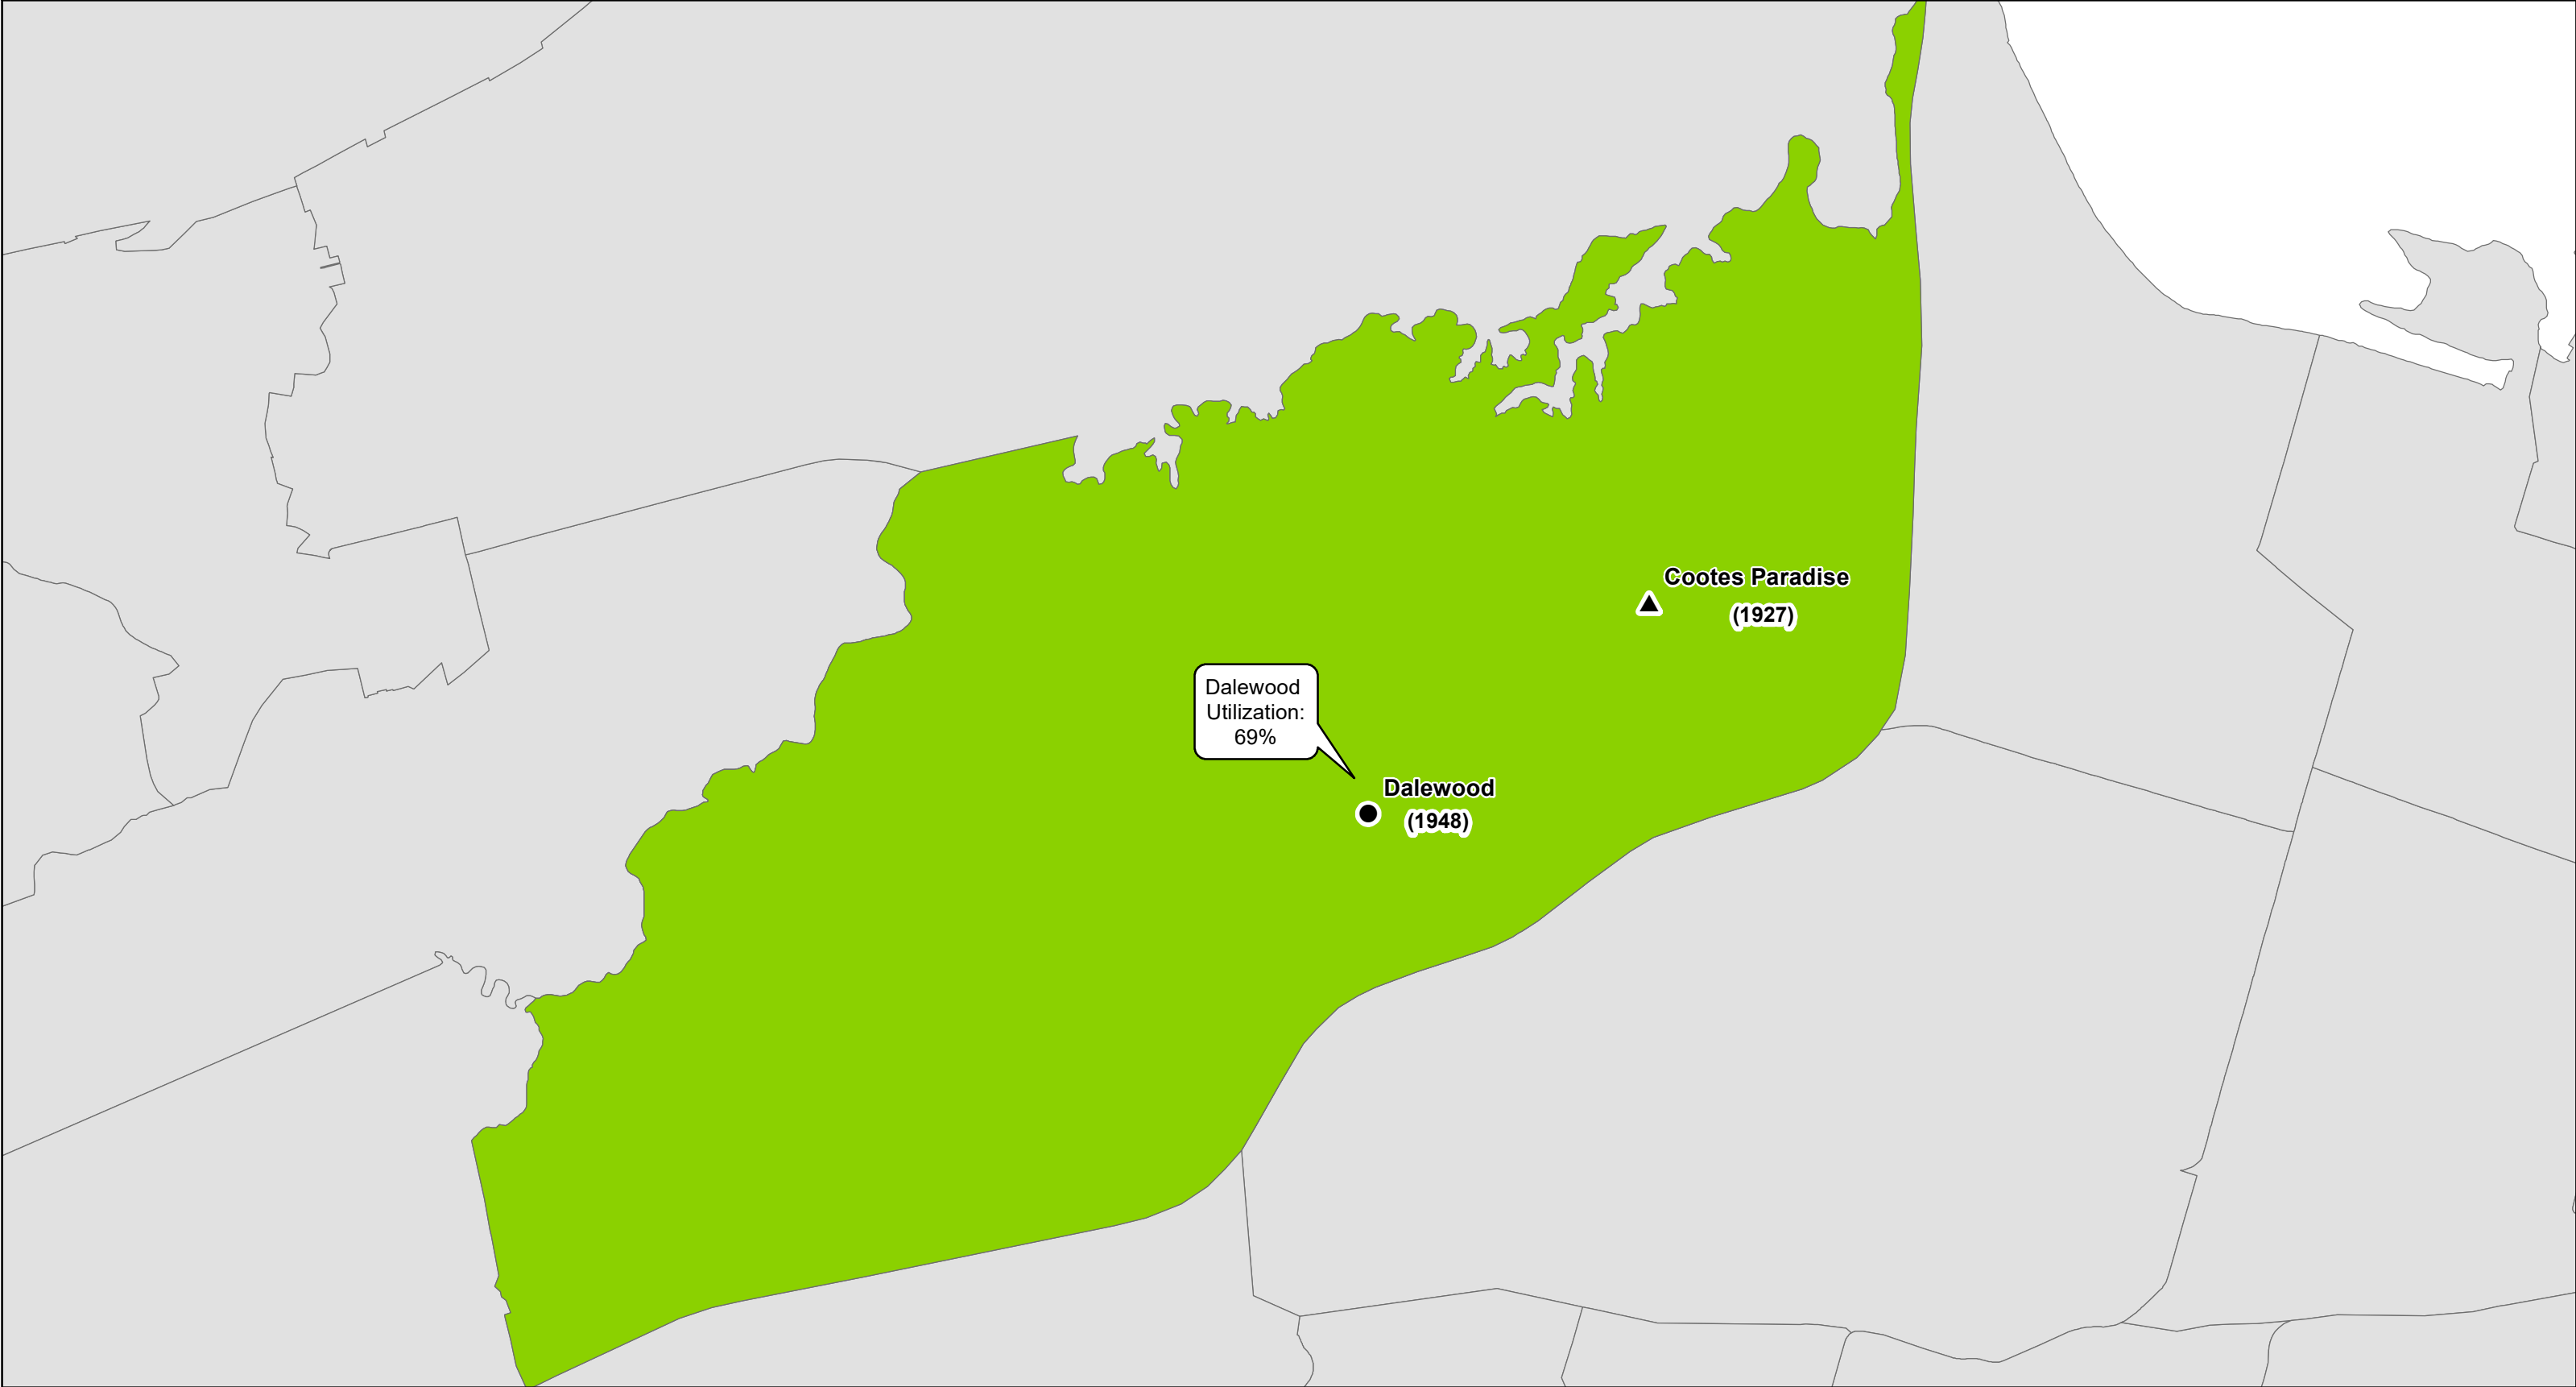 Cootes Paradise
(1927)
Dalewood
Utilization:
69%
Dalewood
(1948)